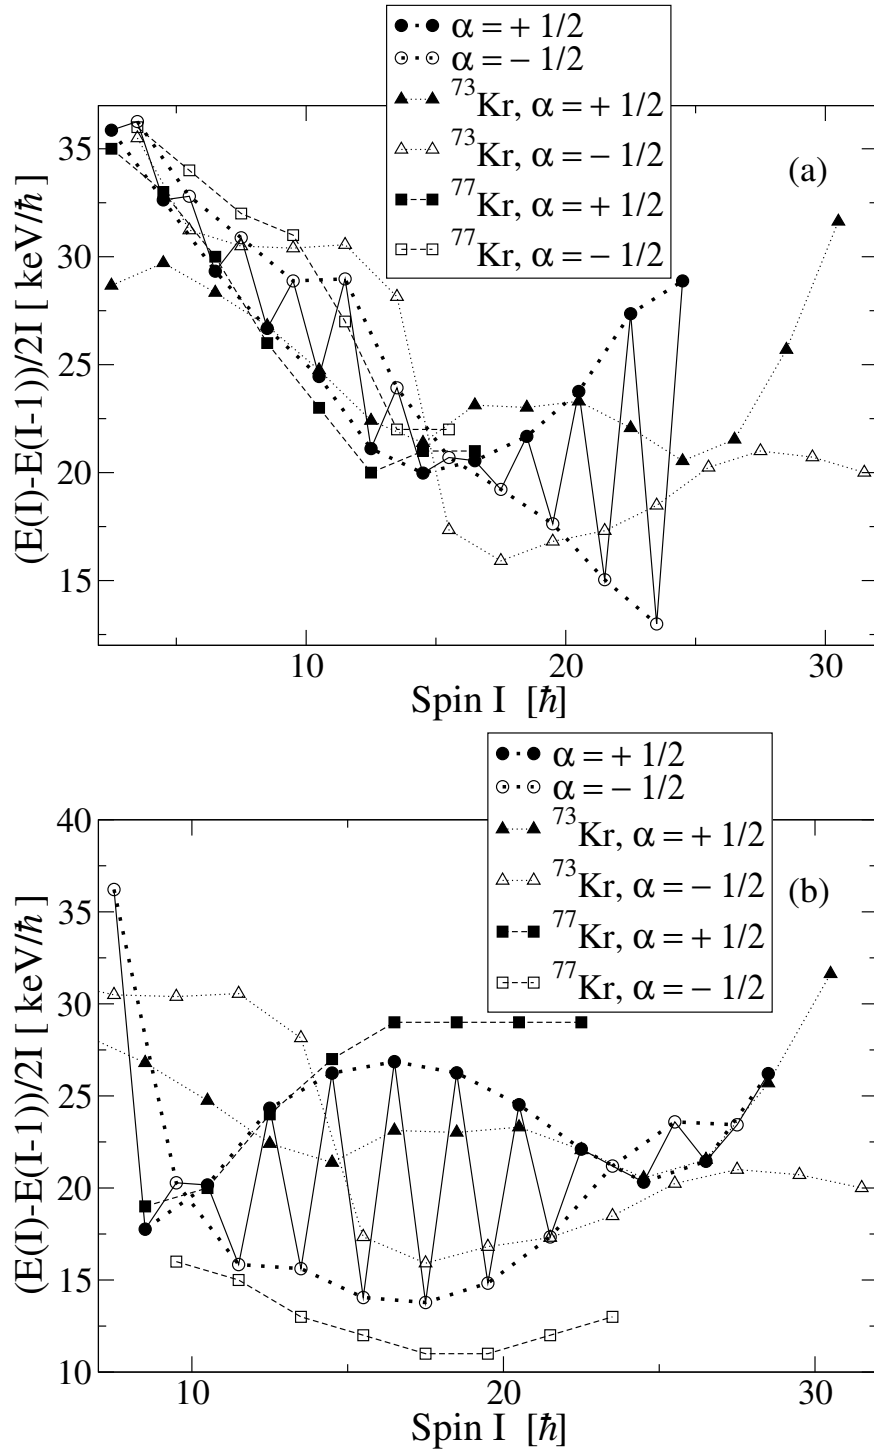 α = + 1/2
α = − 1/2
⁷³Kr, α = + 1/2
⁷³Kr, α = − 1/2
⁷⁷Kr, α = + 1/2
⁷⁷Kr, α = − 1/2
(a)
35
30
25
20
15
(E(I)-E(I-1))/2I [ keV/ħ]
10
20
30
Spin I [ħ]
α = + 1/2
α = − 1/2
⁷³Kr, α = + 1/2
⁷³Kr, α = − 1/2
⁷⁷Kr, α = + 1/2
⁷⁷Kr, α = − 1/2
(b)
40
35
30
25
20
15
10
(E(I)-E(I-1))/2I [ keV/ħ]
10
20
30
Spin I [ħ]